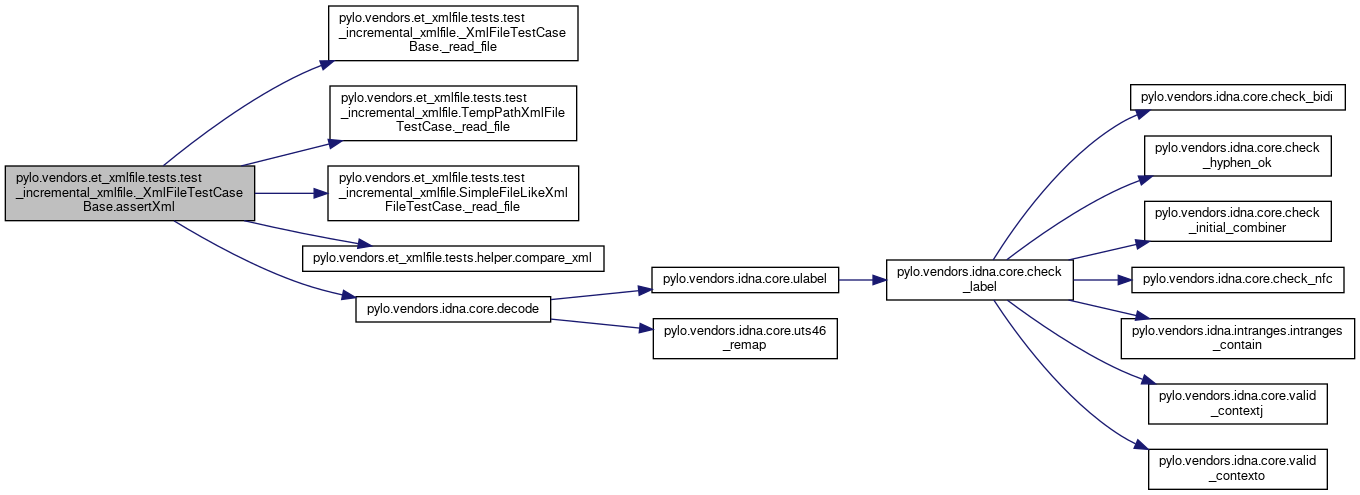 pylo.vendors.et_xmlfile.tests.test
_incremental_xmlfile._XmlFileTestCase
Base.assertXml
pylo.vendors.et_xmlfile.tests.test
_incremental_xmlfile._XmlFileTestCase
Base._read_file
pylo.vendors.et_xmlfile.tests.test
_incremental_xmlfile.TempPathXmlFile
TestCase._read_file
pylo.vendors.et_xmlfile.tests.test
_incremental_xmlfile.SimpleFileLikeXml
FileTestCase._read_file
pylo.vendors.et_xmlfile.tests.helper.compare_xml
pylo.vendors.idna.core.decode
pylo.vendors.idna.core.ulabel
pylo.vendors.idna.core.uts46
_remap
pylo.vendors.idna.core.check
_label
pylo.vendors.idna.core.check_bidi
pylo.vendors.idna.core.check
_hyphen_ok
pylo.vendors.idna.core.check
_initial_combiner
pylo.vendors.idna.core.check_nfc
pylo.vendors.idna.intranges.intranges
_contain
pylo.vendors.idna.core.valid
_contextj
pylo.vendors.idna.core.valid
_contexto